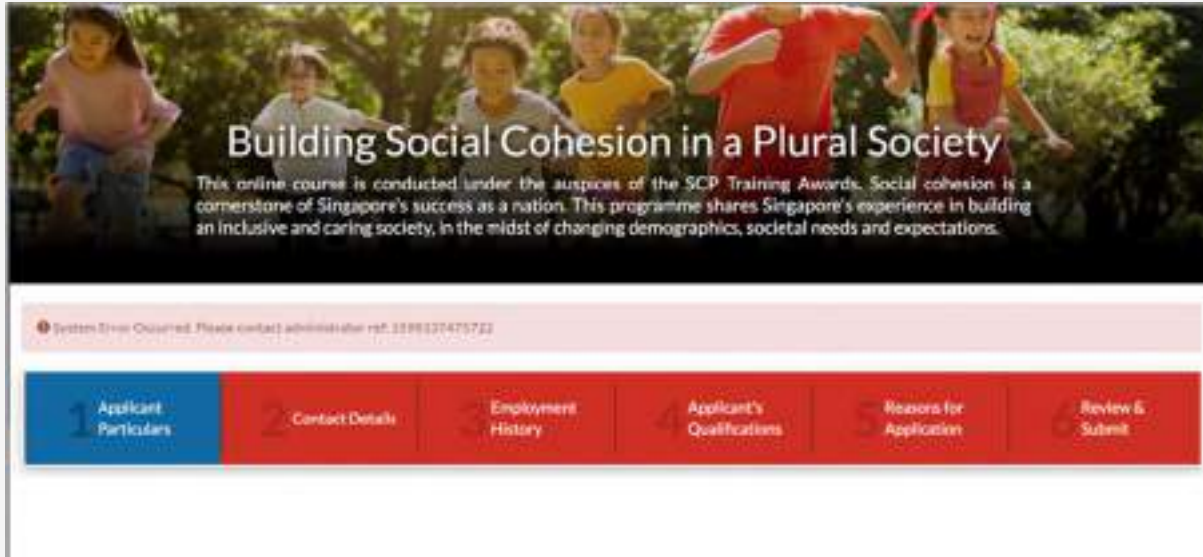 Building Social Cohesion in a Plural Society
This online course is conducted under the auspices of the SCP Training Awards. Social cohesion is a
cornerstone of Singapore's success as a nation. This programme shares Singapore's experience in building
an inclusive and caring society, in the midst of changing demographics, societal needs and expectations.
System Error Occurred. Please contact administrator ref:
1 Applicant
Particulars
2 Contact Details
3 Employment
History
4 Applicant's
Qualifications
5 Reasons for
Application
6 Review &
Submit